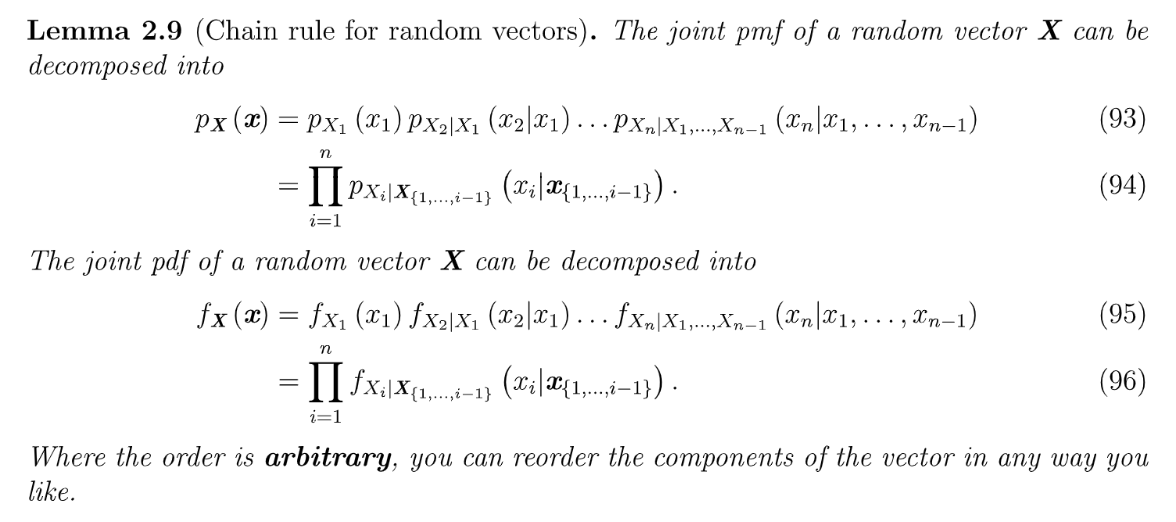 Lemma 2.9 (Chain rule for random vectors). The joint pmf of a random vector X can be
decomposed into
p_X (x) = p_{X_1} (x_1) p_{X_2|X_1} (x_2|x_1) . . . p_{X_n|X_1,...,X_{n−1}} (x_n|x_1, . . . , x_{n−1}) (93)
= ∏_{i=1}^{n} p_{X_i|X_{\{1,...,i−1\}}} (x_i|x_{\{1,...,i−1\}}) . (94)
The joint pdf of a random vector X can be decomposed into
f_X (x) = f_{X_1} (x_1) f_{X_2|X_1} (x_2|x_1) . . . f_{X_n|X_1,...,X_{n−1}} (x_n|x_1, . . . , x_{n−1}) (95)
= ∏_{i=1}^{n} f_{X_i|X_{\{1,...,i−1\}}} (x_i|x_{\{1,...,i−1\}}) . (96)
Where the order is arbitrary, you can reorder the components of the vector in any way you
like.